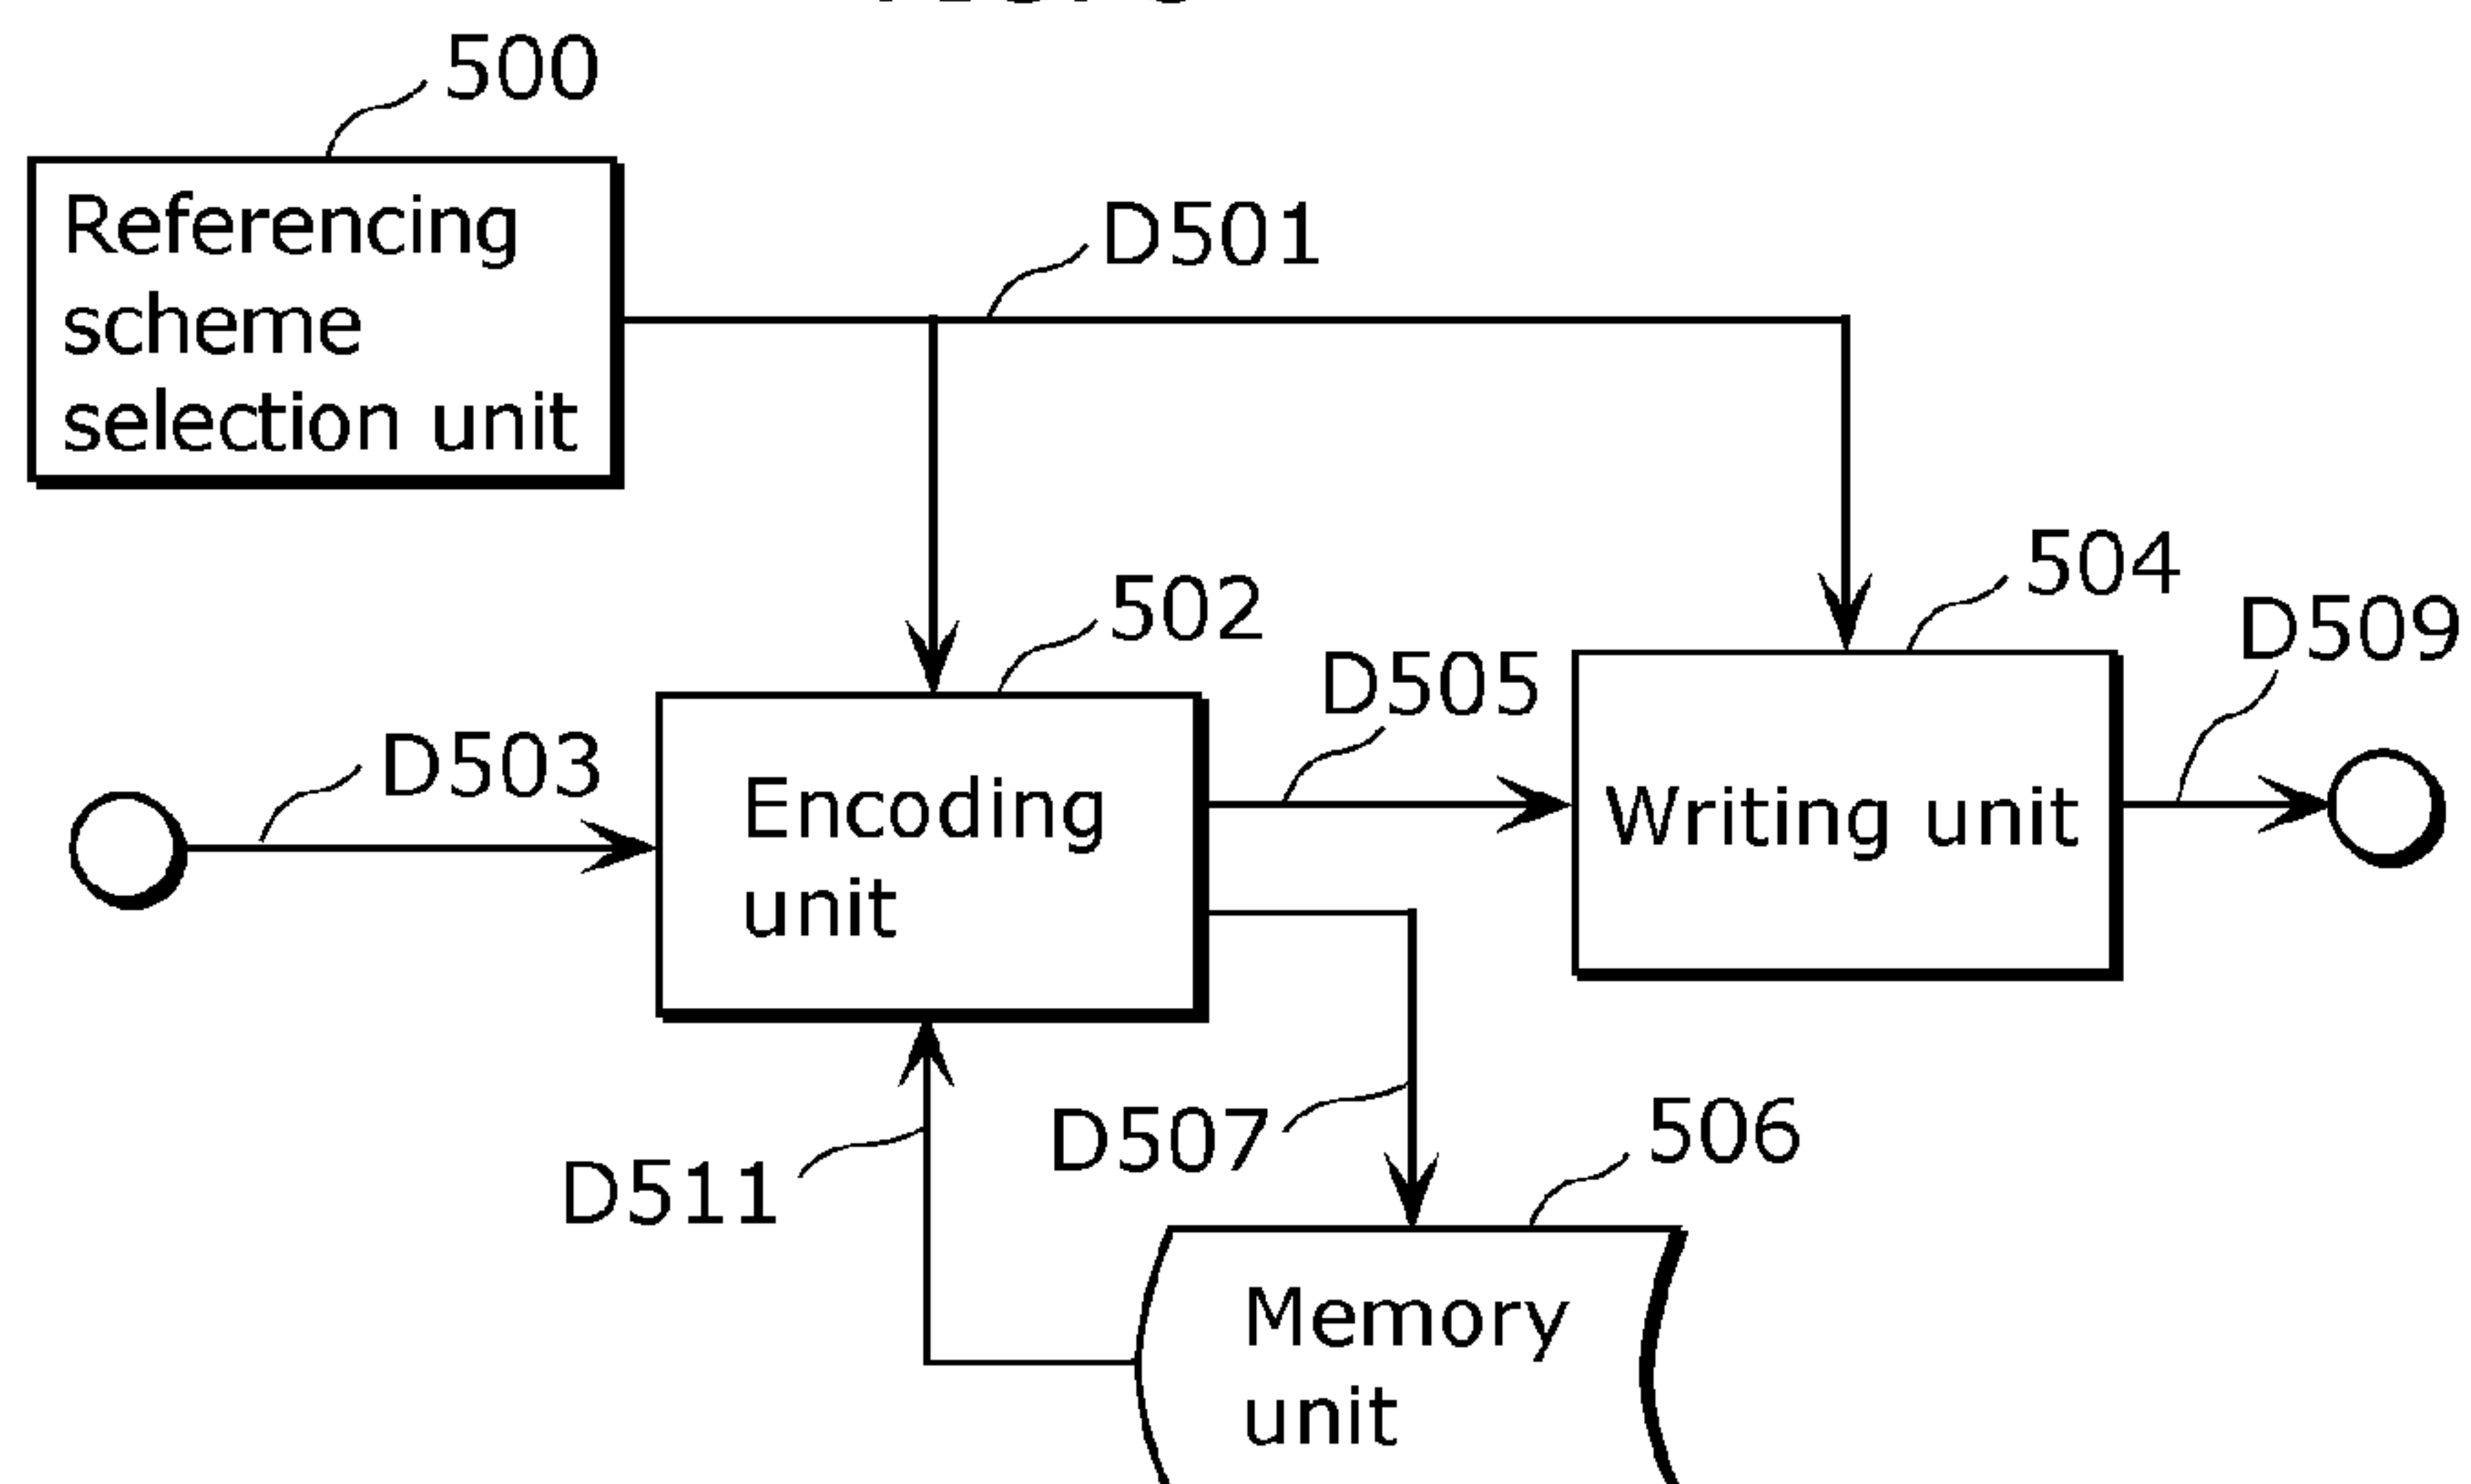 500
Referencing
scheme
selection unit
D501
502
504
D505
D509
D503
Encoding
unit
Writing unit
D507
506
D511
Memory
unit